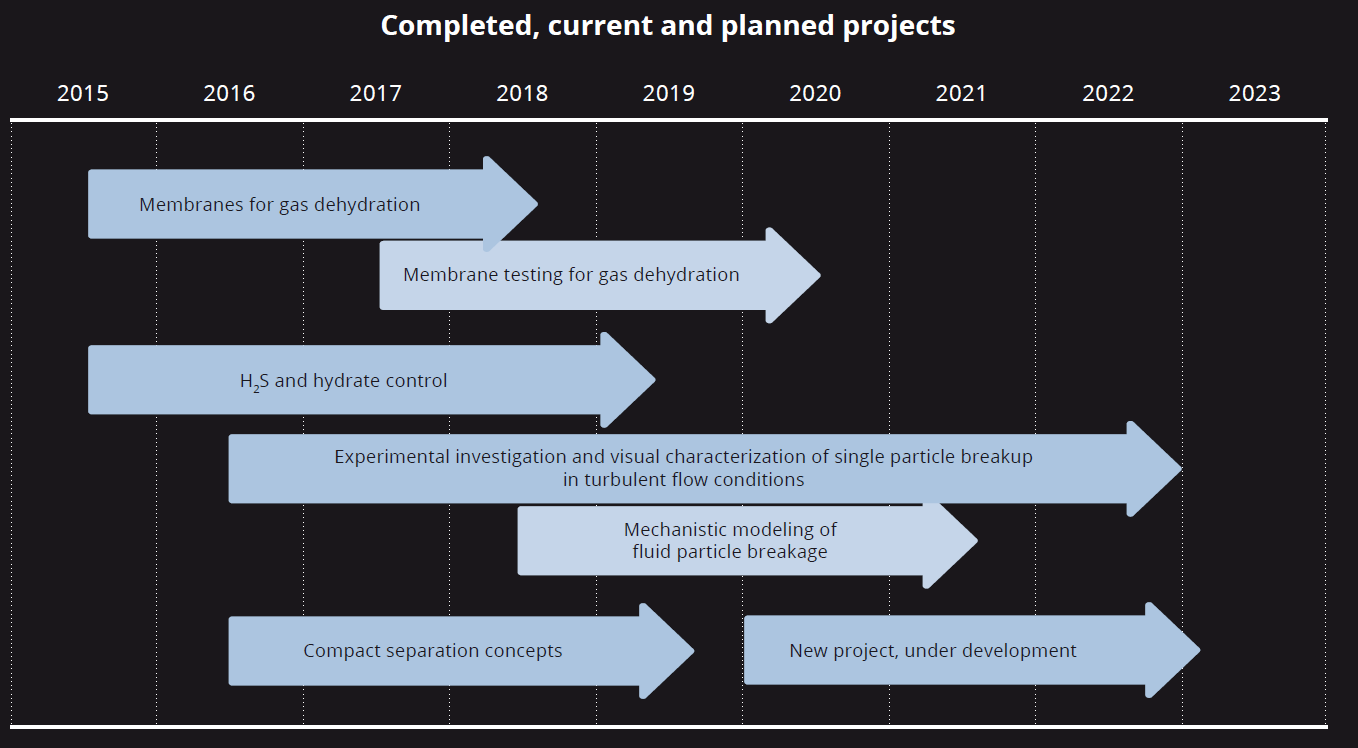 Completed, current and planned projects
2015 2016 2017 2018 2019 2020 2021 2022 2023
Membranes for gas dehydration
Membrane testing for gas dehydration
H₂S and hydrate control
Experimental investigation and visual characterization of single particle breakup
in turbulent flow conditions
Mechanistic modeling of
fluid particle breakage
Compact separation concepts
New project, under development